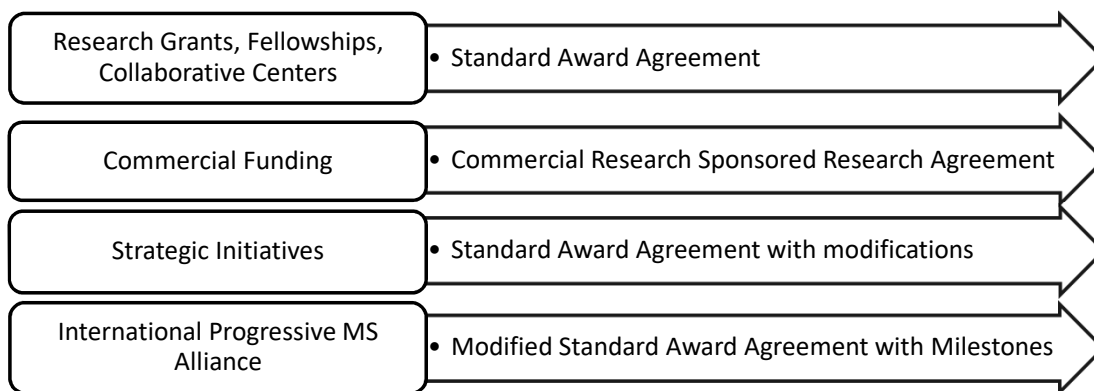 Research Grants, Fellowships,
Collaborative Centers
• Standard Award Agreement
Commercial Funding
• Commercial Research Sponsored Research Agreement
Strategic Initiatives
• Standard Award Agreement with modifications
International Progressive MS
Alliance
• Modified Standard Award Agreement with Milestones